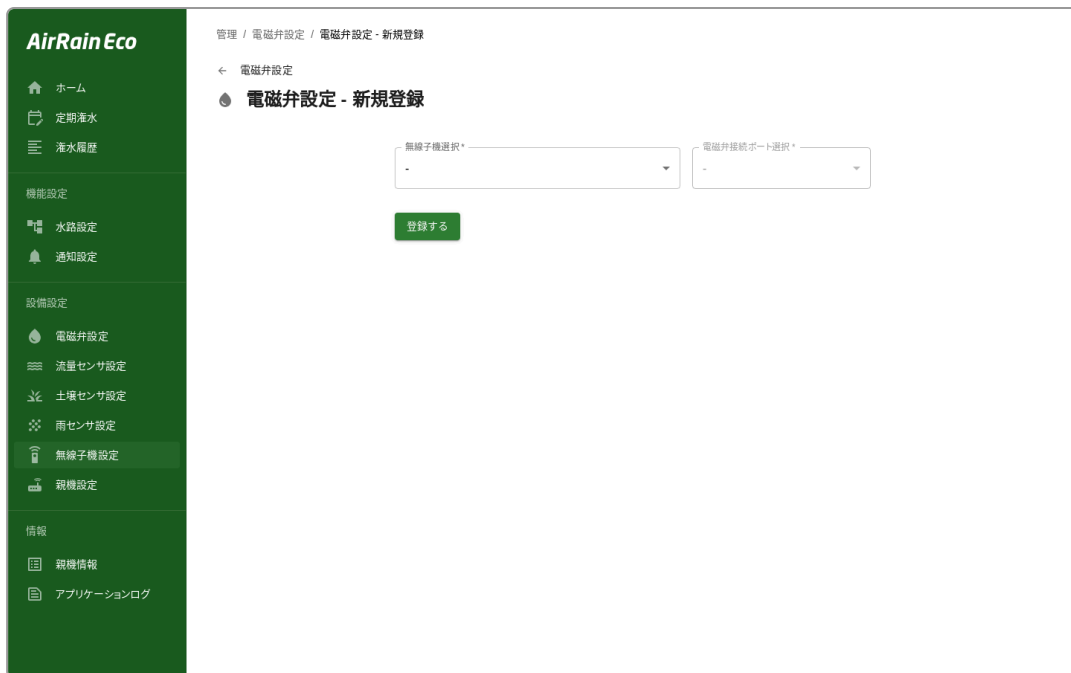 AirRain Eco
ホーム
定期潅水
潅水履歴
機能設定
水路設定
通知設定
設備設定
電磁弁設定
流量センサ設定
土壌センサ設定
雨センサ設定
無線子機設定
親機設定
情報
親機情報
アプリケーションログ
管理 / 電磁弁設定 / 電磁弁設定 - 新規登録
← 電磁弁設定
電磁弁設定 - 新規登録
無線子機選択 *
-
電磁弁接続ポート選択 *
-
登録する